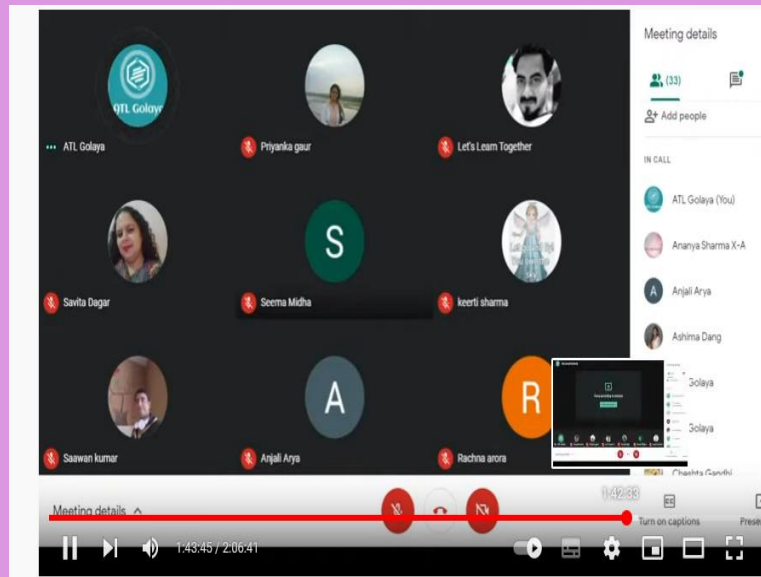 Meeting details
(33)
Add people
IN CALL
ATL Golaya (You)
Ananya Sharma X-A
Anjali Arya
Ashima Dang
Golaya
Golaya
Cheshta Gandhi
ATL Golaya
ATL Golaya
Priyanka gaur
Let's Learn Together
S
Savita Dagar
Seema Midha
keerti sharma
A
A
R
Saawan kumar
Anjali Arya
Rachna arora
1:42:33
Meeting details
Turn on captions
1:43:45 / 2:06:41